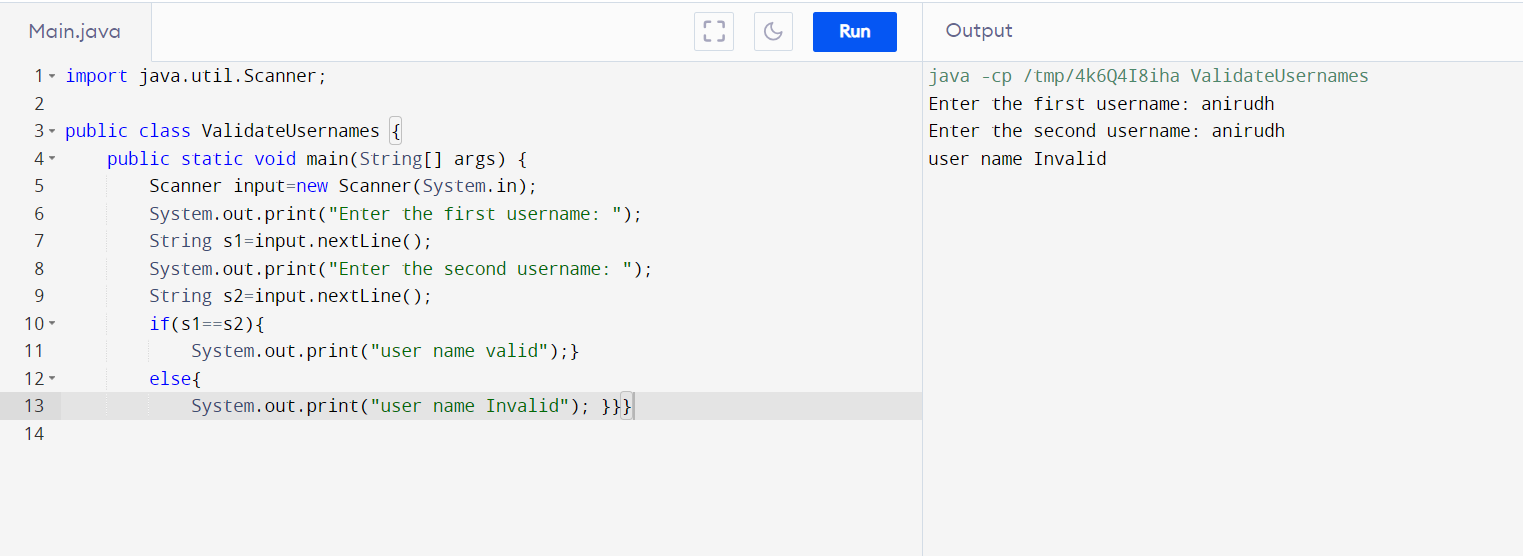 Main.java
Run
Output
1 import java.util.Scanner;
2
3 public class ValidateUsernames {
4 public static void main(String[] args) {
5 Scanner input=new Scanner(System.in);
6 System.out.print("Enter the first username: ");
7 String s1=input.nextLine();
8 System.out.print("Enter the second username: ");
9 String s2=input.nextLine();
10 if(s1==s2){
11 System.out.print("user name valid");}
12 else{
13 System.out.print("user name Invalid"); }}}
14
java -cp /tmp/4k6Q4I8iha ValidateUsernames
Enter the first username: anirudh
Enter the second username: anirudh
user name Invalid